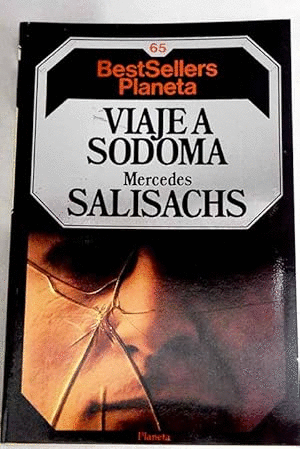 65
BestSellers
Planeta
VIAJE A
SODOMA
Mercedes
SALISACHS
Planeta